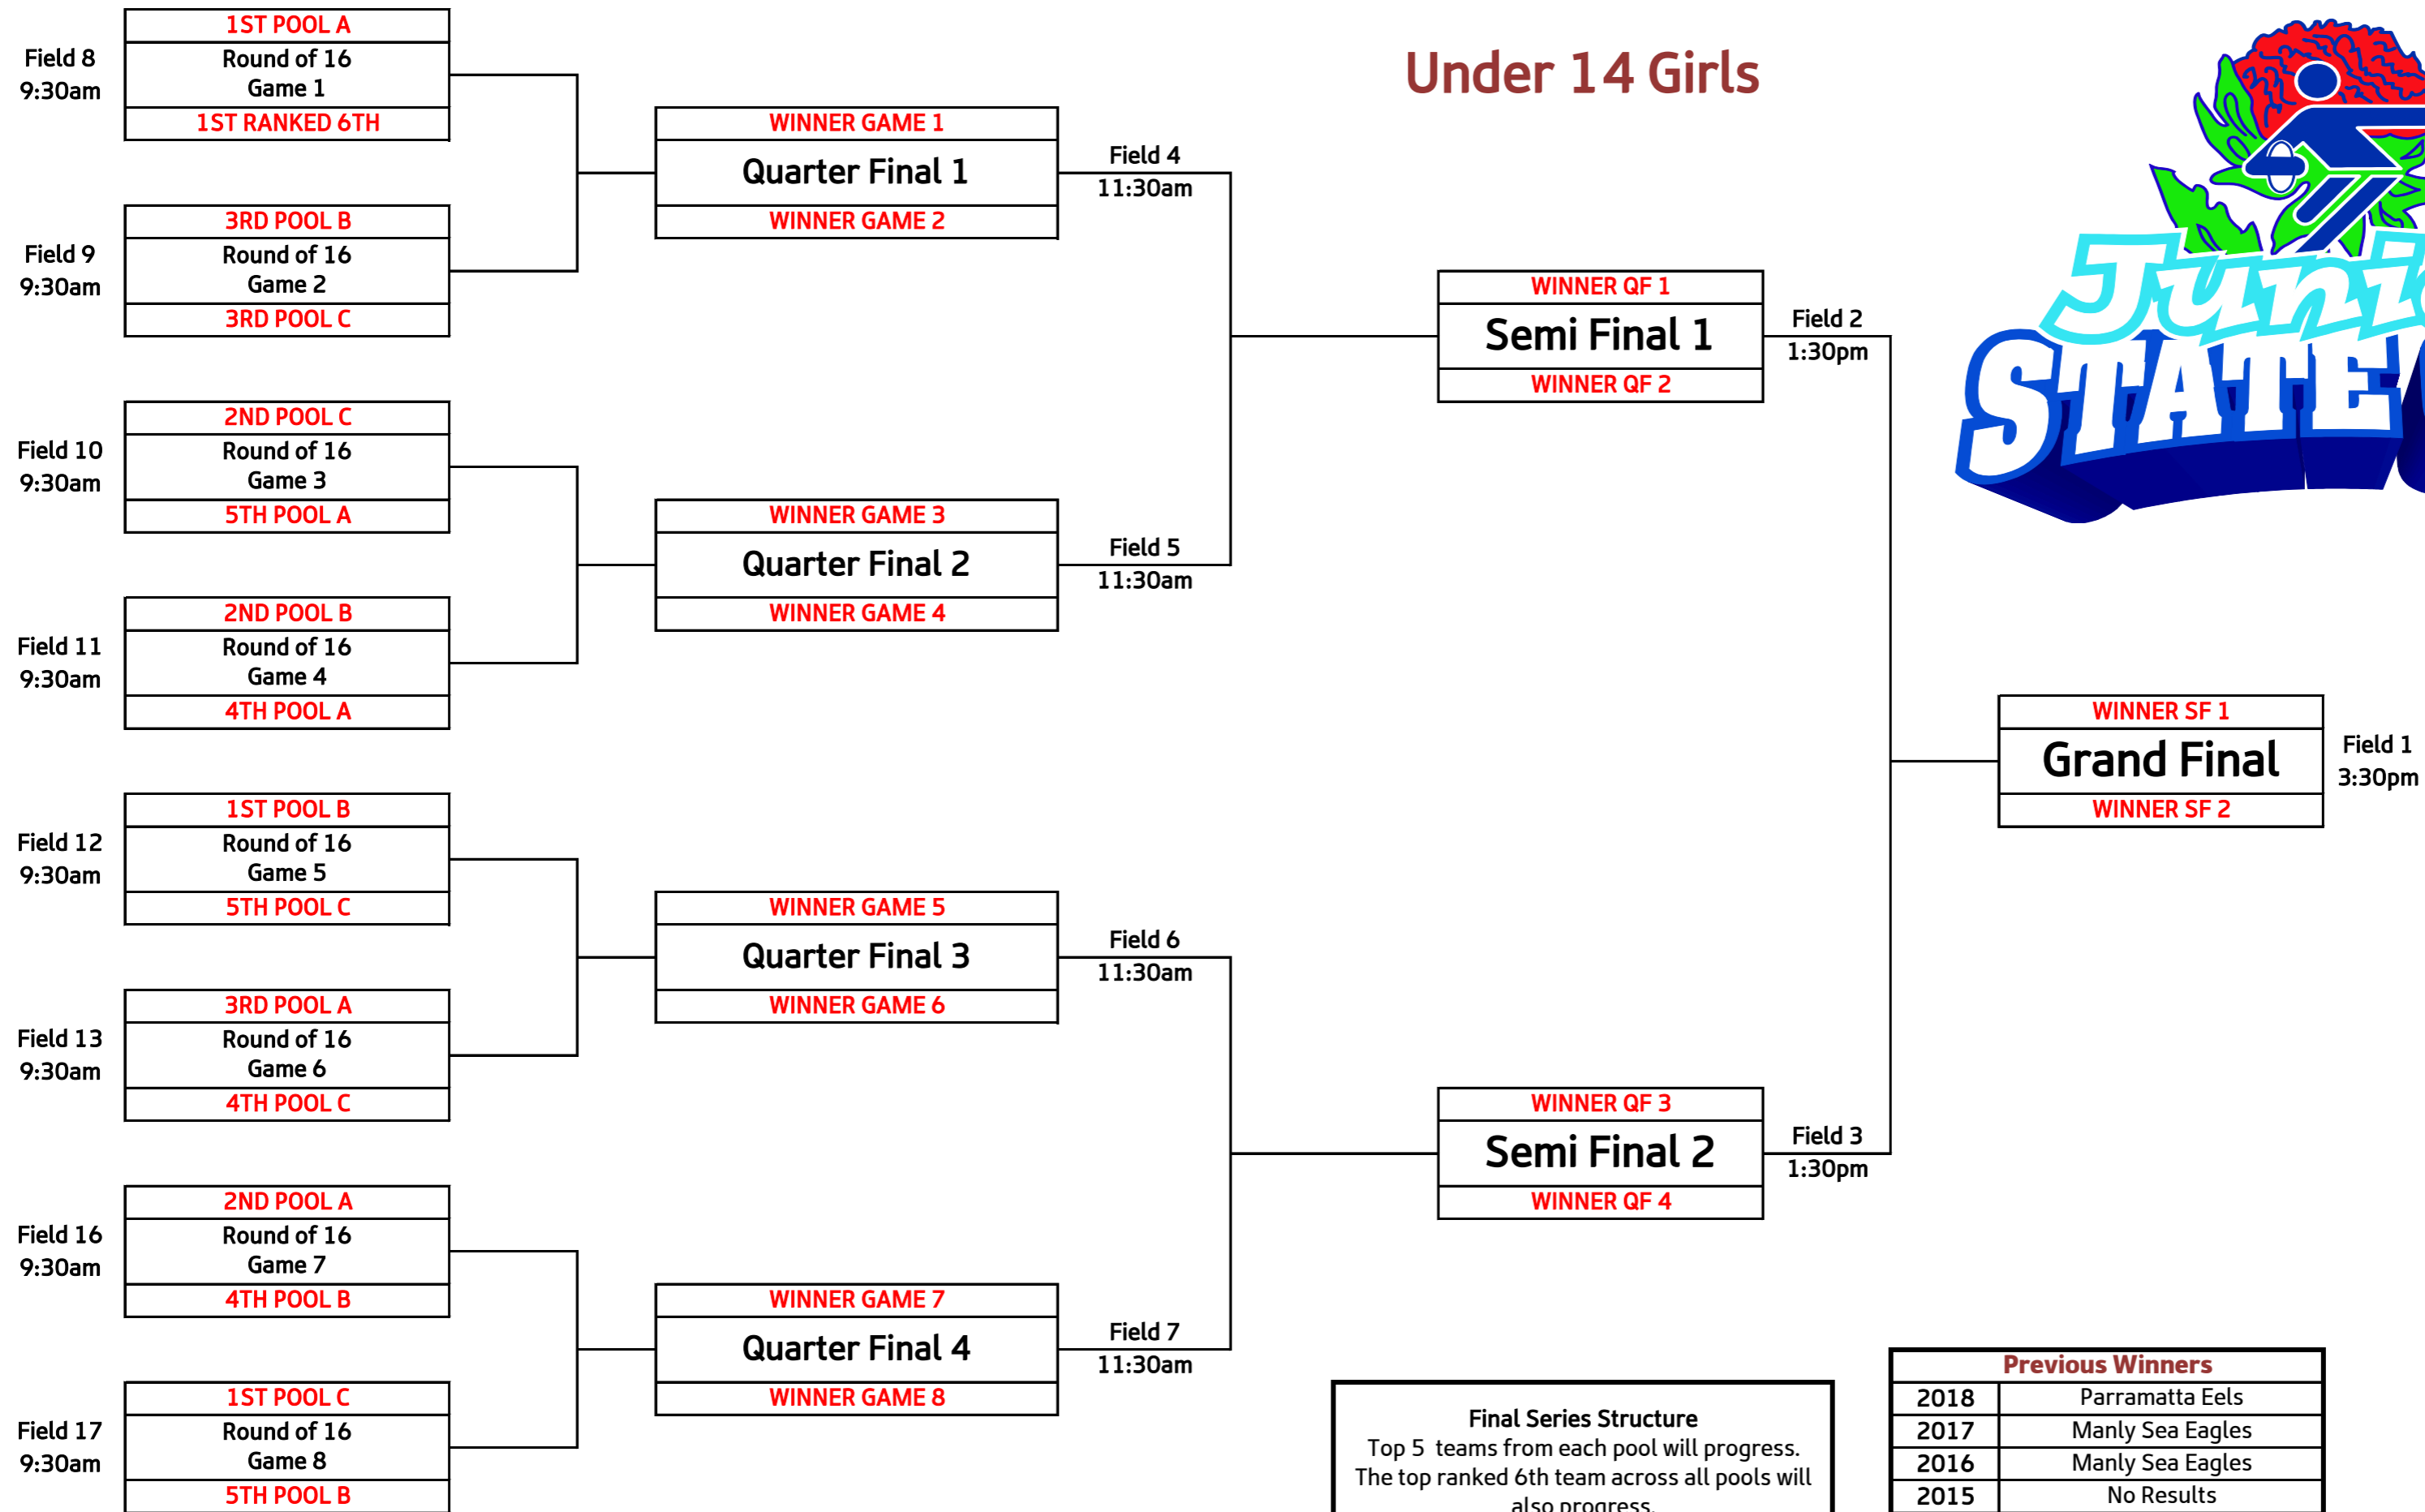 Under 14 Girls
Field 8
9:30am
1ST POOL A
Round of 16
Game 1
1ST RANKED 6TH
Field 9
9:30am
3RD POOL B
Round of 16
Game 2
3RD POOL C
Field 10
9:30am
2ND POOL C
Round of 16
Game 3
5TH POOL A
Field 11
9:30am
2ND POOL B
Round of 16
Game 4
4TH POOL A
Field 12
9:30am
1ST POOL B
Round of 16
Game 5
5TH POOL C
Field 13
9:30am
3RD POOL A
Round of 16
Game 6
4TH POOL C
Field 16
9:30am
2ND POOL A
Round of 16
Game 7
4TH POOL B
Field 17
9:30am
1ST POOL C
Round of 16
Game 8
5TH POOL B
WINNER GAME 1
Quarter Final 1
WINNER GAME 2
Field 4
11:30am
WINNER GAME 3
Quarter Final 2
WINNER GAME 4
Field 5
11:30am
WINNER GAME 5
Quarter Final 3
WINNER GAME 6
Field 6
11:30am
WINNER GAME 7
Quarter Final 4
WINNER GAME 8
Field 7
11:30am
WINNER QF 1
Semi Final 1
WINNER QF 2
Field 2
1:30pm
WINNER QF 3
Semi Final 2
WINNER QF 4
Field 3
1:30pm
WINNER SF 1
Grand Final
WINNER SF 2
Field 1
3:30pm
Juni
STATE
Final Series Structure
Top 5 teams from each pool will progress.
The top ranked 6th team across all pools will
also progress.
Previous Winners
2018 Parramatta Eels
2017 Manly Sea Eagles
2016 Manly Sea Eagles
2015 No Results